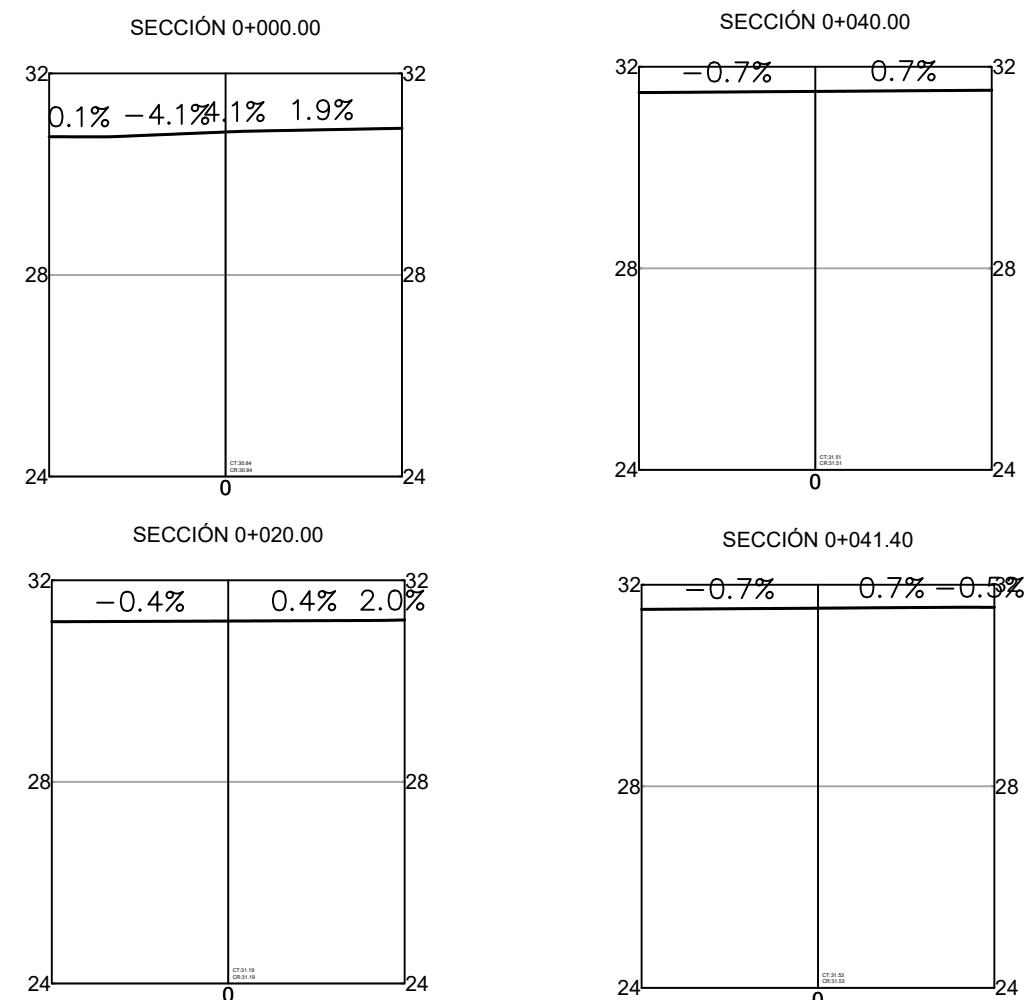 SECCIÓN 0+000.00
32 32
0.1% −4.1% 4.1% 1.9%
28 28
CT:30.84
CR:30.84
24 24
0
SECCIÓN 0+040.00
32 −0.7% 0.7% 32
28 28
CT:31.51
CR:31.51
24 24
0
SECCIÓN 0+020.00
32 32
−0.4% 0.4% 2.0%
28 28
CT:31.19
CR:31.19
24 24
0
SECCIÓN 0+041.40
32 −0.7% 0.7% −0.5% 32
28 28
CT:31.53
CR:31.53
24 24
0